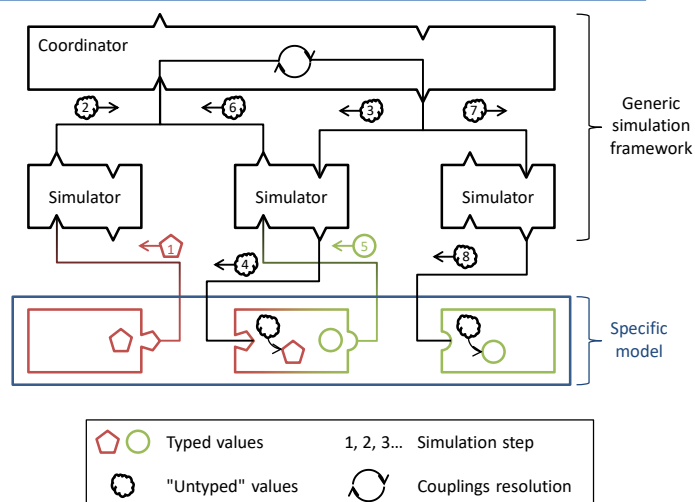 Coordinator
2
6
3
7
Generic
simulation
framework
Simulator
Simulator
Simulator
1
5
4
8
Specific
model
Typed values
1, 2, 3... Simulation step
"Untyped" values
Couplings resolution